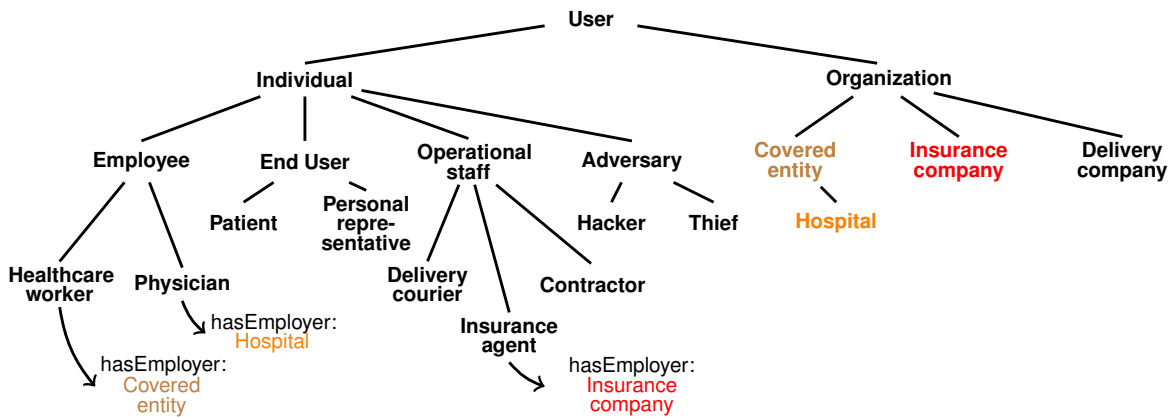 User
Individual
Organization
Employee
End User
Operational
staff
Adversary
Covered
entity
Insurance
company
Delivery
company
Patient
Personal
repre-
sentative
Hacker
Thief
Hospital
Healthcare
worker
Physician
Delivery
courier
Contractor
hasEmployer:
Hospital
Insurance
agent
hasEmployer:
Covered
entity
hasEmployer:
Insurance
company